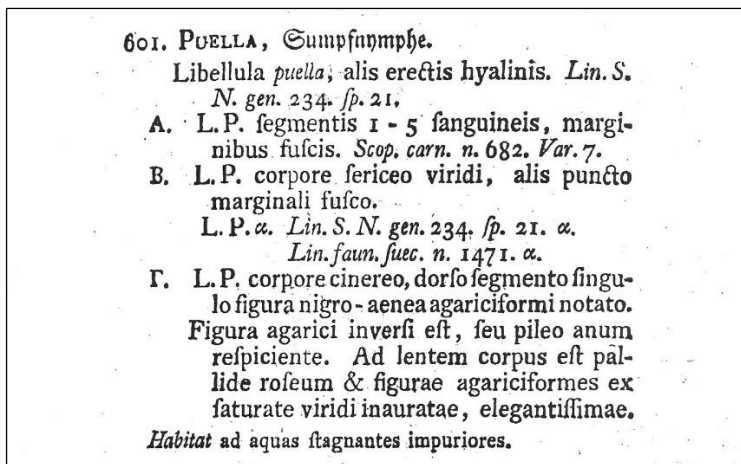 601. PUELLA, Sumpfnymphe.
Libellula puella, alis erectis hyalinis. Lin. S.
N. gen. 234. ſp. 21.
A. L. P. ſegmentis 1 - 5 ſanguineis, margi-
nibus fuſcis. Scop. carn. n. 682. Var. 7.
B. L. P. corpore ſericeo viridi, alis puncto
marginali fuſco.
L. P. α. Lin. S. N. gen. 234. ſp. 21. α.
Lin. faun. ſuec. n. 1471. α.
Γ. L. P. corpore cinereo, dorſo ſegmento ſingu-
lo figura nigro-aenea agariciformi notato.
Figura agarici inverſi eſt, ſeu pileo anum
reſpiciente. Ad lentem corpus eſt pal-
lide roſeum & figurae agariciformes ex
ſaturate viridi inauratae, elegantiſſimae.
Habitat ad aquas ſtagnantes impuriores.